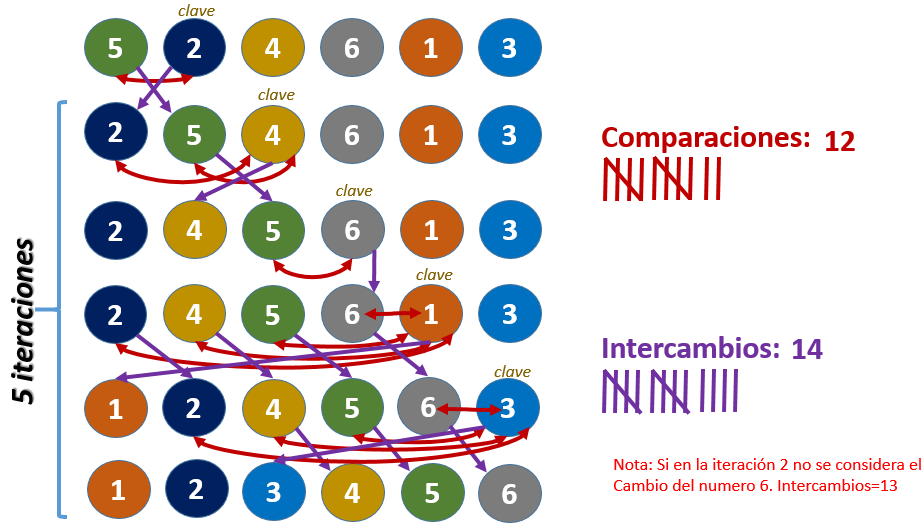 clave
5 2 4 6 1 3
clave
2 5 4 6 1 3
clave
2 4 5 6 1 3
clave
2 4 5 6 1 3
clave
1 2 4 5 6 3
1 2 3 4 5 6
5 iteraciones
Comparaciones: 12
Intercambios: 14
Nota: Si en la iteración 2 no se considera el
Cambio del numero 6. Intercambios=13